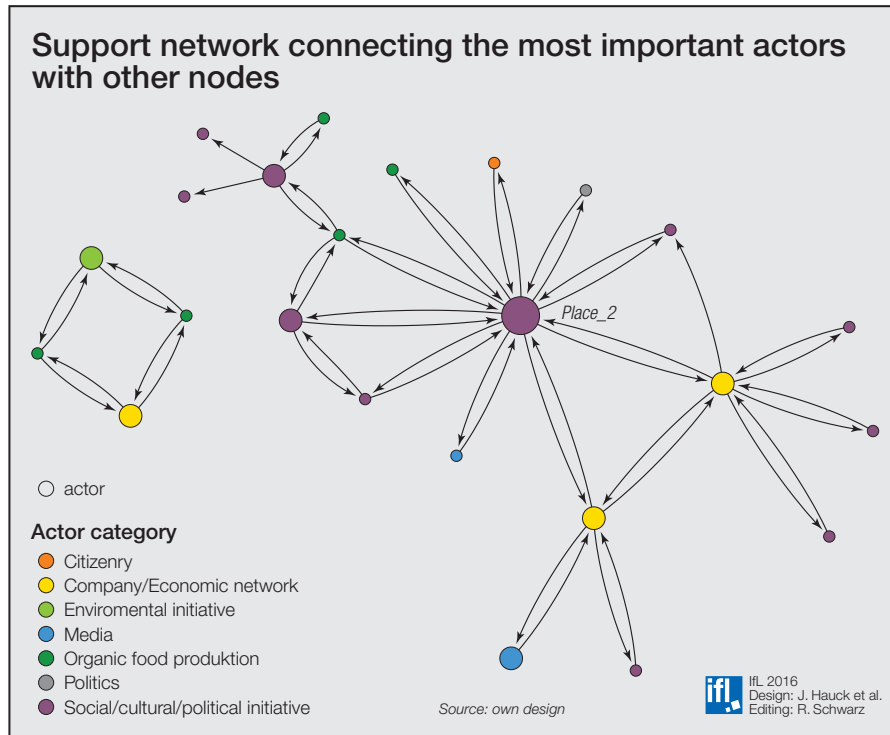 Support network connecting the most important actors
with other nodes
Place_2
actor
Actor category
Citizenry
Company/Economic network
Enviromental initiative
Media
Organic food produktion
Politics
Social/cultural/political initiative
Source: own design
ifl
IfL 2016
Design: J. Hauck et al.
Editing: R. Schwarz